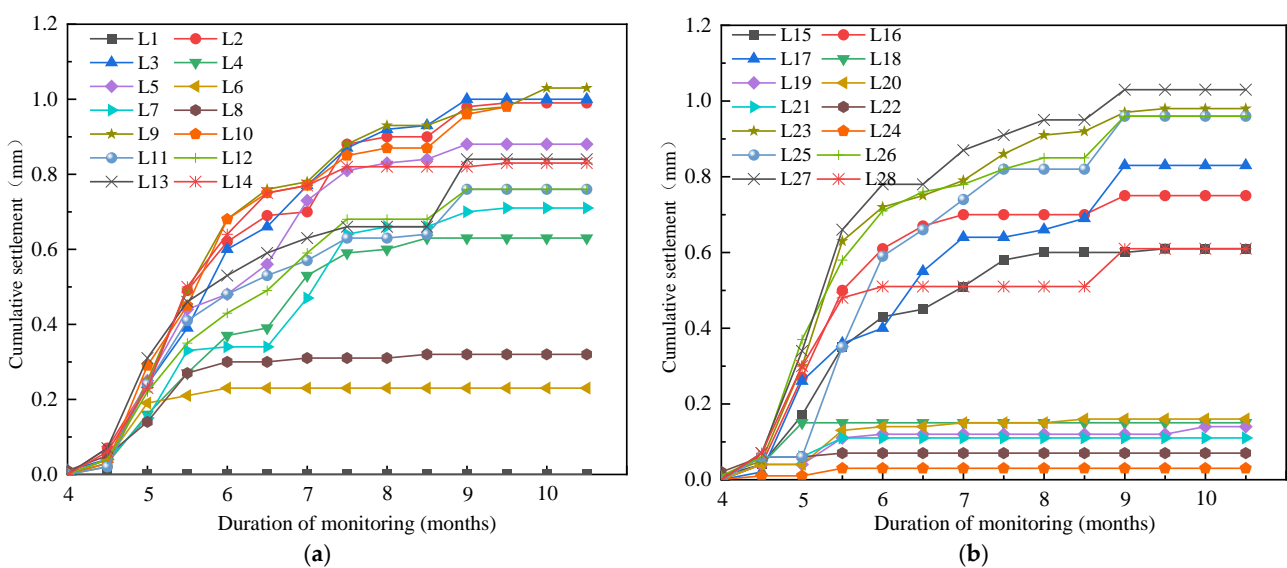 1.2
1.0
0.8
0.6
0.4
0.2
0.0
Cumulative settlement（mm）
L1 L2
L3 L4
L5 L6
L7 L8
L9 L10
L11 L12
L13 L14
4 5 6 7 8 9 10
Duration of monitoring (months)
(a)
1.2
1.0
0.8
0.6
0.4
0.2
0.0
Cumulative settlement（mm）
L15 L16
L17 L18
L19 L20
L21 L22
L23 L24
L25 L26
L27 L28
4 5 6 7 8 9 10
Duration of monitoring (months)
(b)